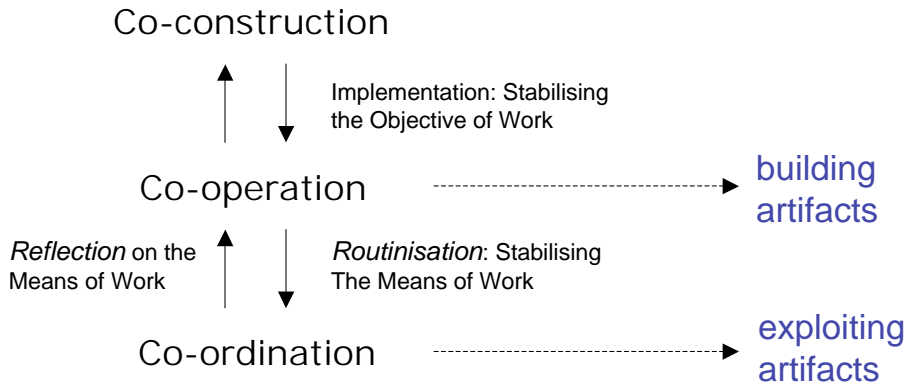 Co-construction
Implementation: Stabilising
the Objective of Work
Co-operation
building
artifacts
Reflection on the
Means of Work
Routinisation: Stabilising
The Means of Work
Co-ordination
exploiting
artifacts